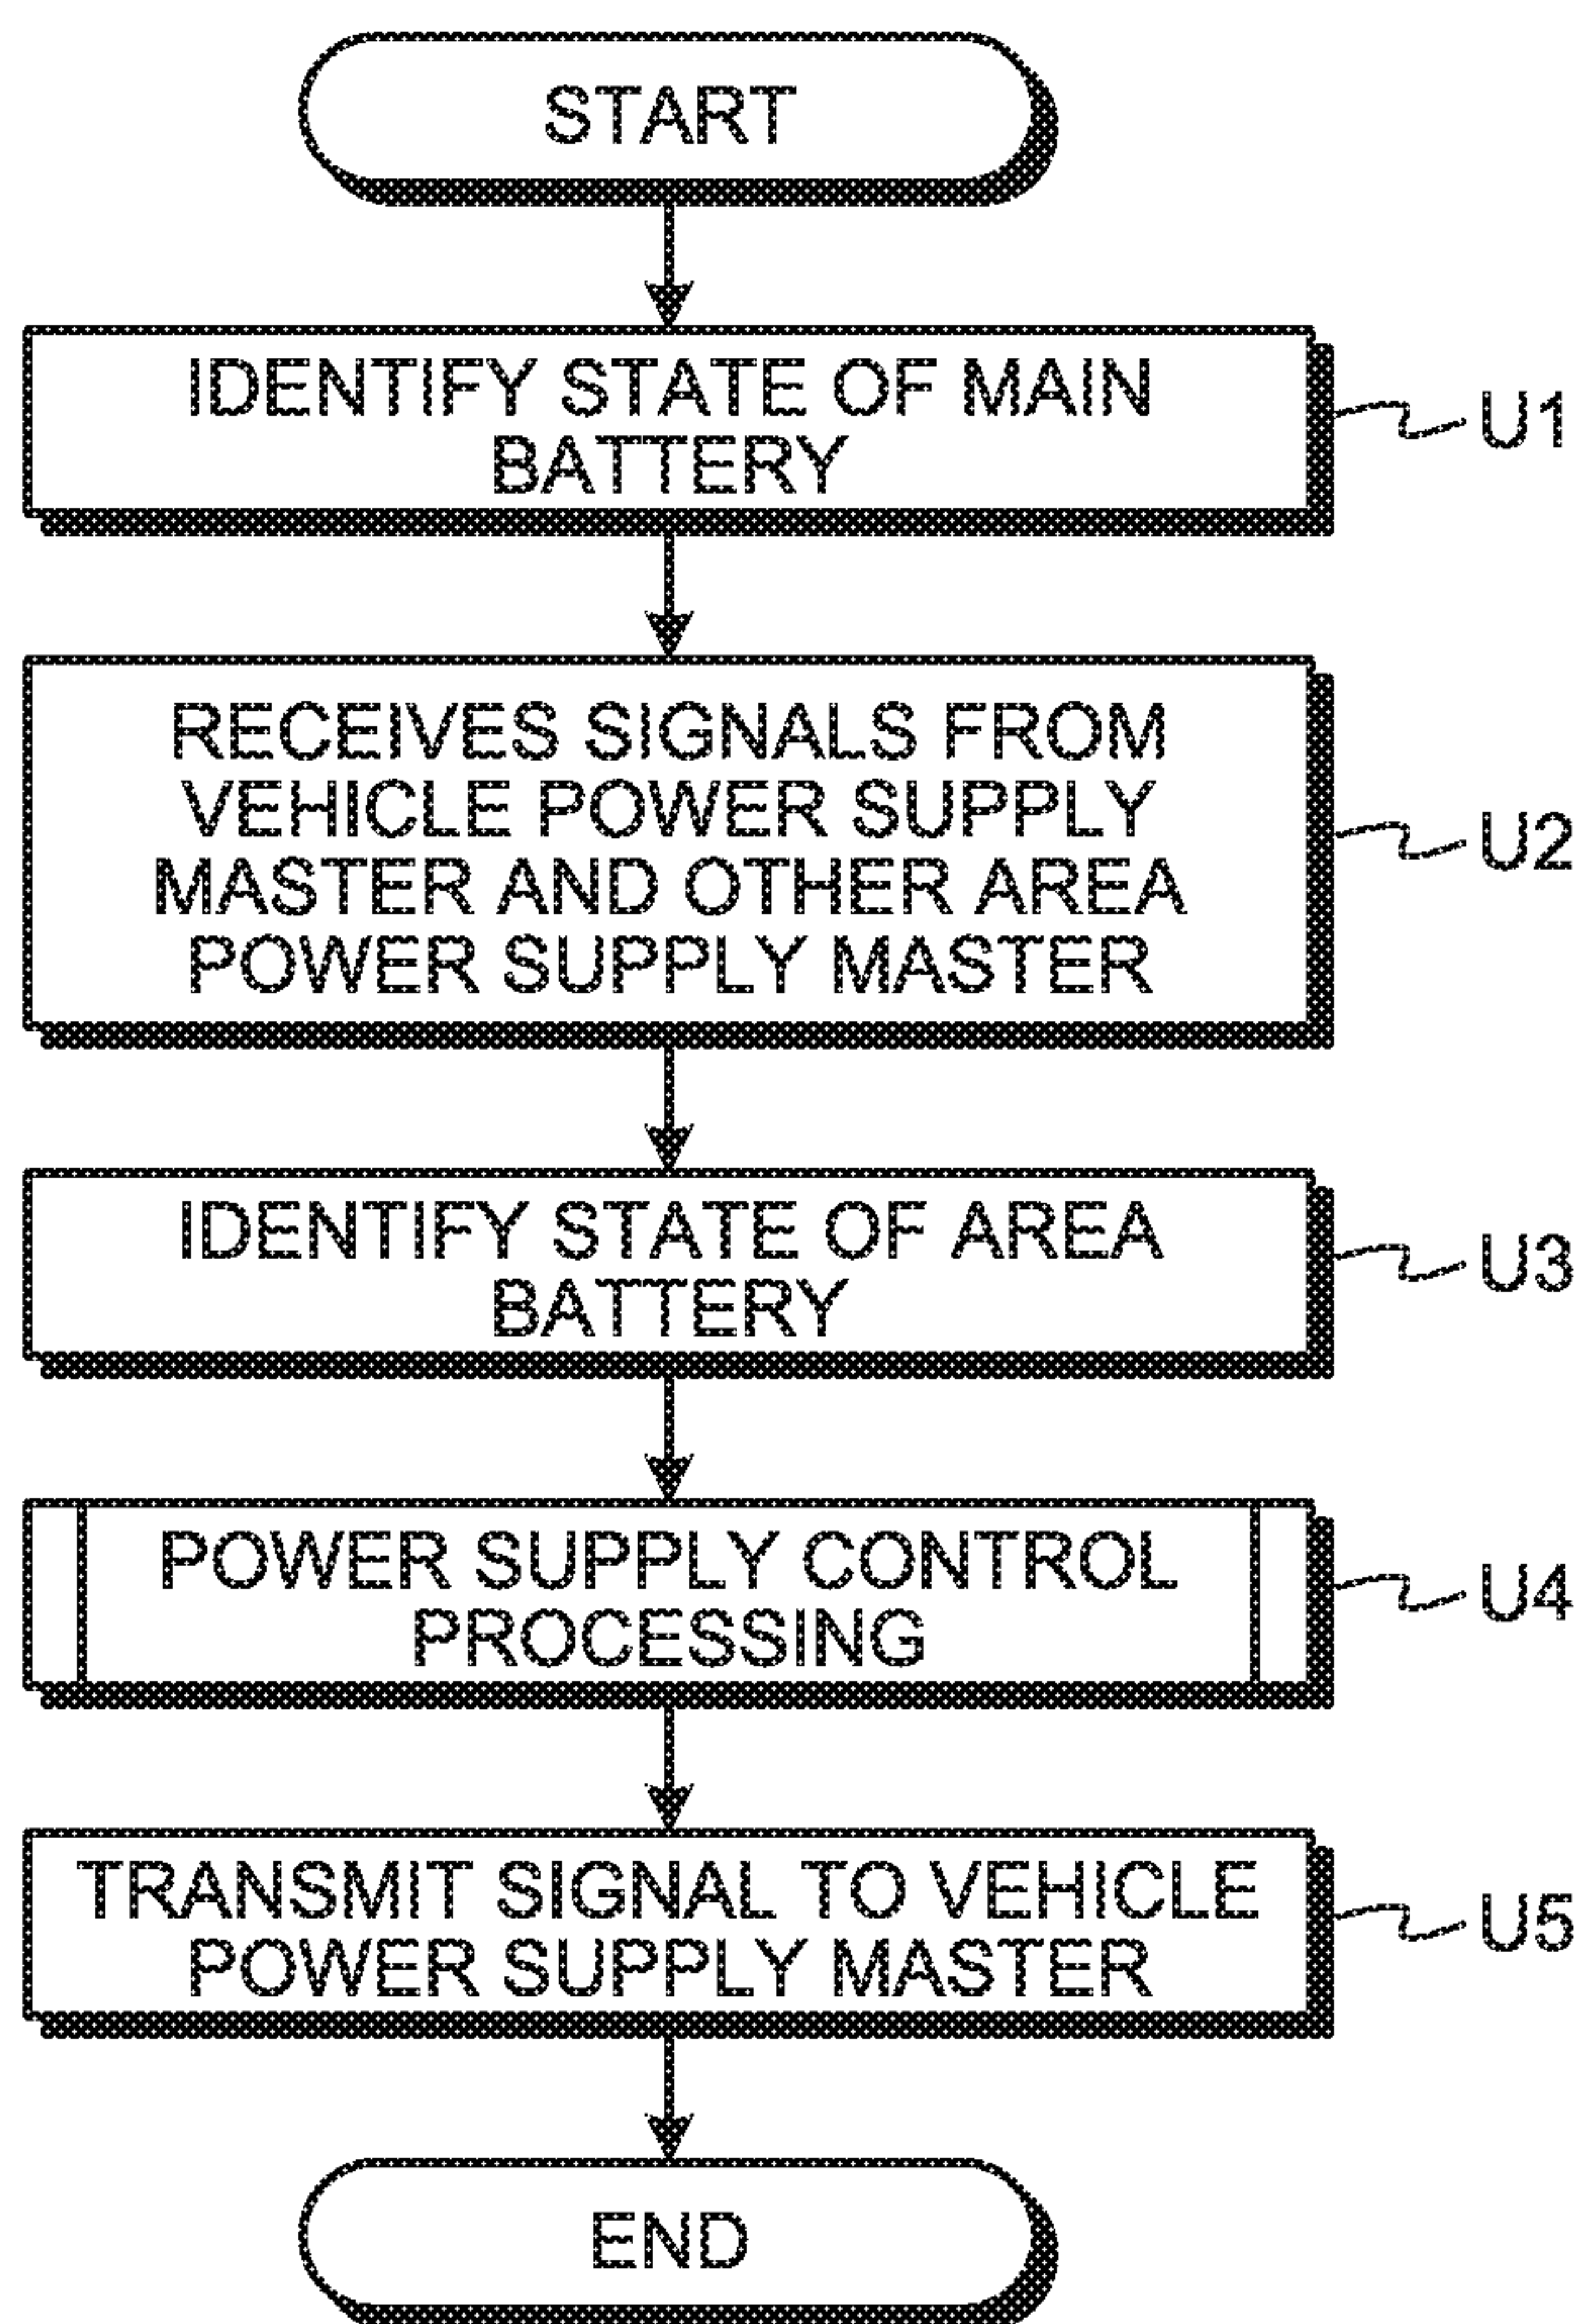 START
IDENTIFY STATE OF MAIN
BATTERY
U1
RECEIVES SIGNALS FROM
VEHICLE POWER SUPPLY
MASTER AND OTHER AREA
POWER SUPPLY MASTER
U2
IDENTIFY STATE OF AREA
BATTERY
U3
POWER SUPPLY CONTROL
PROCESSING
U4
TRANSMIT SIGNAL TO VEHICLE
POWER SUPPLY MASTER
U5
END